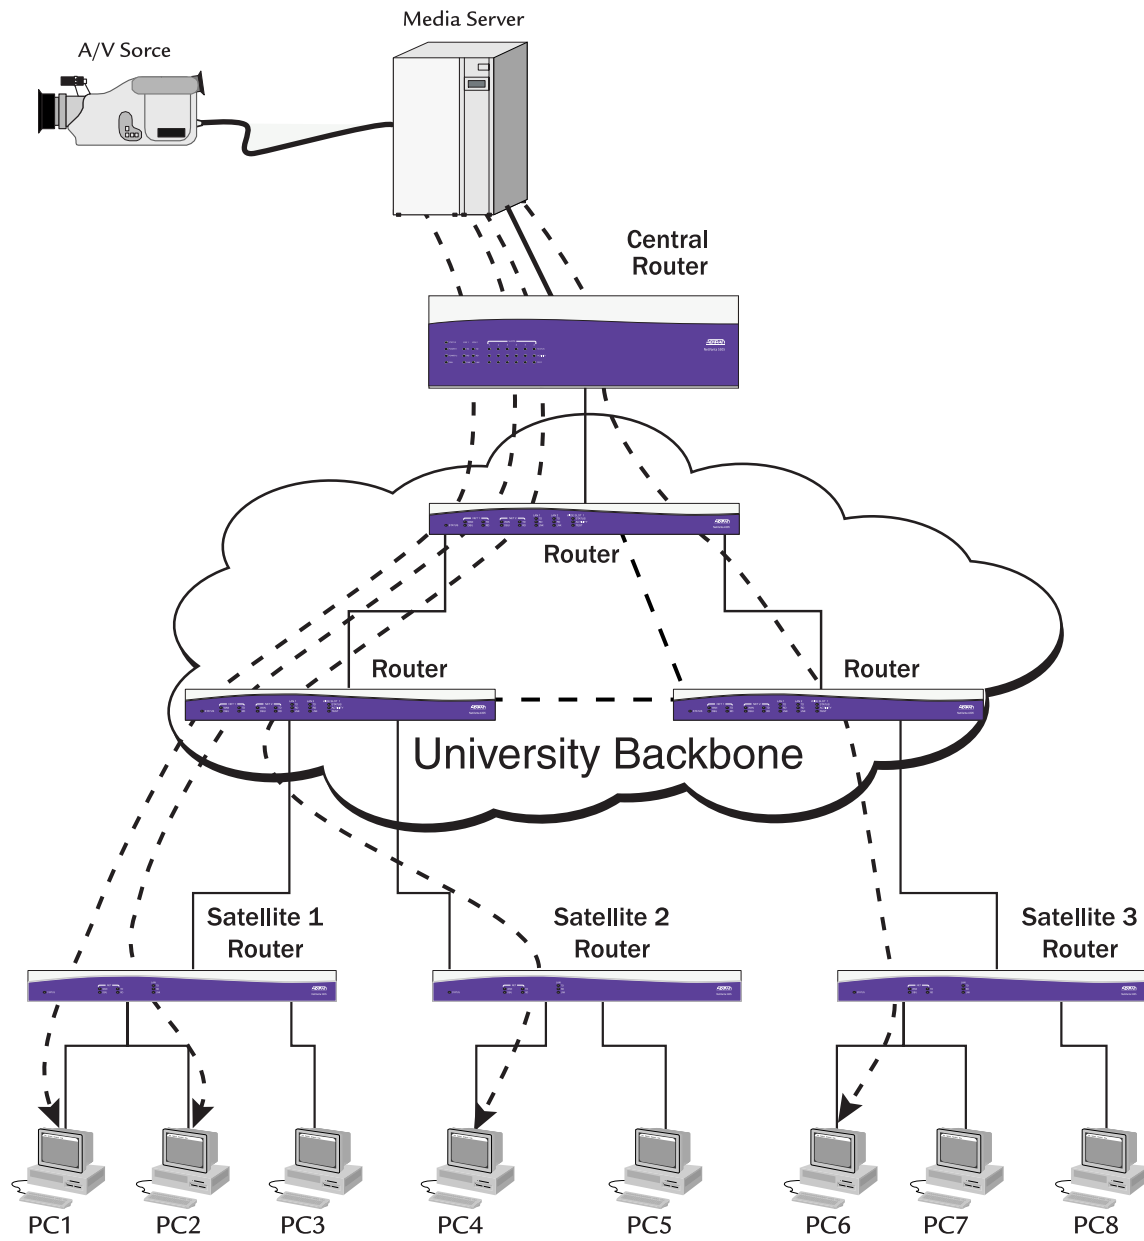 Media Server
A/V Sorce
Central
Router
Router
Router
Router
University Backbone
Satellite 1
Router
Satellite 2
Router
Satellite 3
Router
PC1
PC2
PC3
PC4
PC5
PC6
PC7
PC8